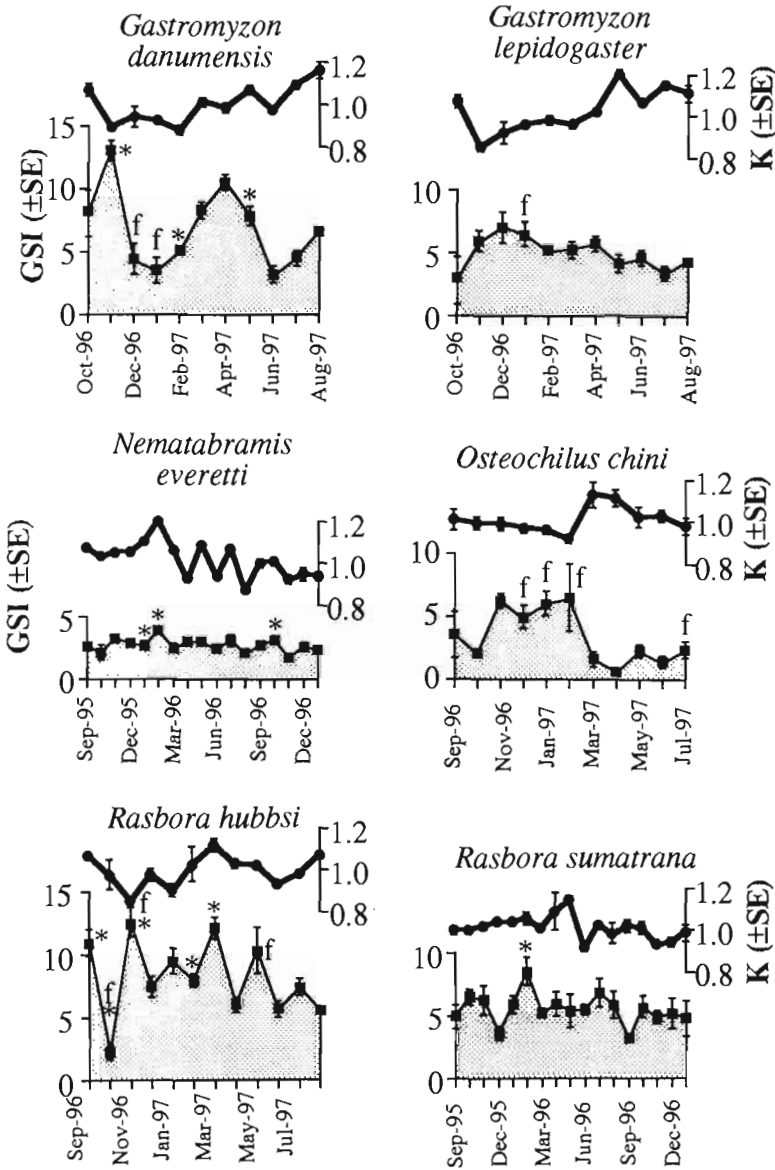 Gastromyzon
danumensis
Gastromyzon
lepidogaster
1.2
1.0
0.8
15
10
5
0
GSI (±SE)
*
f
f
*
*
Oct-96
Dec-96
Feb-97
Apr-97
Jun-97
Aug-97
1.2
1.0
0.8
K (±SE)
10
5
0
f
Oct-96
Dec-96
Feb-97
Apr-97
Jun-97
Aug-97
Nematabramis
everetti
Osteochilus chini
1.2
1.0
0.8
GSI (±SE)
5
0
*
*
*
Sep-95
Dec-95
Mar-96
Jun-96
Sep-96
Dec-96
1.2
1.0
0.8
K (±SE)
10
5
0
f
f
f
f
Sep-96
Nov-96
Jan-97
Mar-97
May-97
Jul-97
Rasbora hubbsi
Rasbora sumatrana
1.2
1.0
0.8
15
10
5
0
*
f
*
f
*
*
*
f
Sep-96
Nov-96
Jan-97
Mar-97
May-97
Jul-97
1.2
1.0
0.8
K (±SE)
10
5
0
*
Sep-95
Dec-95
Mar-96
Jun-96
Sep-96
Dec-96